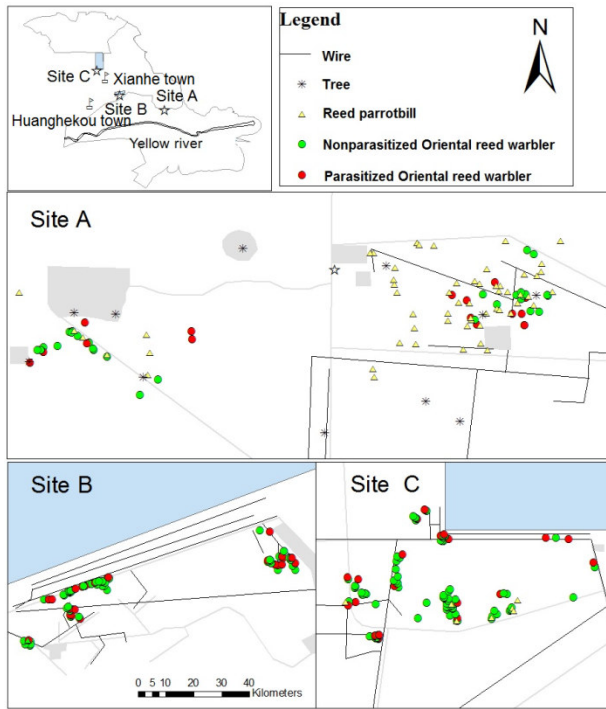 Site C
Xianhe town
Site A
Site B
Huanghekou town
Yellow river
Legend
N
Wire
Tree
Reed parrotbill
Nonparasitized Oriental reed warbler
Parasitized Oriental reed warbler
Site A
Site B
Site C
0 5 10 20 30 40
Kilometers